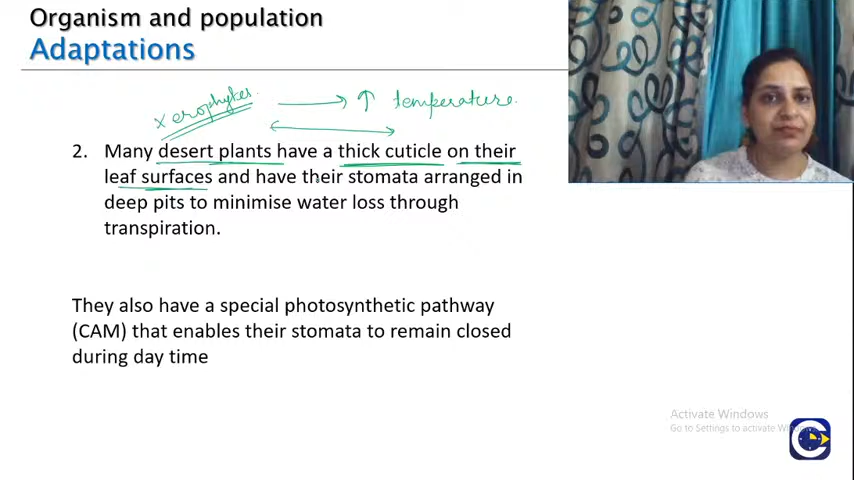 Organism and population
Adaptations
xerophytes. → ↑ temperature.
2. Many desert plants have a thick cuticle on their
leaf surfaces and have their stomata arranged in
deep pits to minimise water loss through
transpiration.
They also have a special photosynthetic pathway
(CAM) that enables their stomata to remain closed
during day time
Activate Windows
Go to Settings to activate Wi